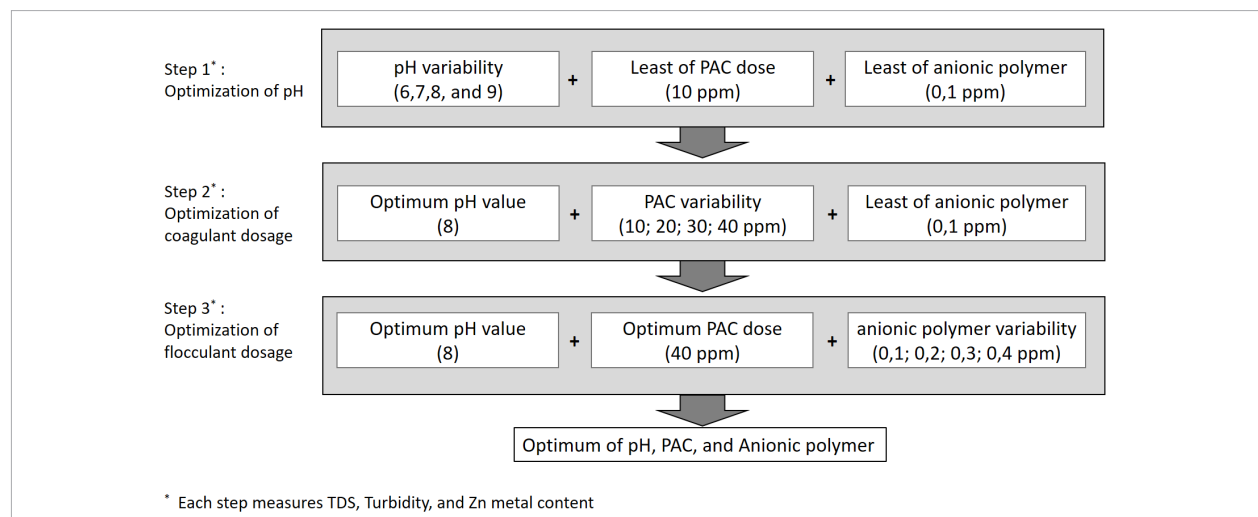 Step 1* :
Optimization of pH
pH variability
(6,7,8, and 9)
+
Least of PAC dose
(10 ppm)
+
Least of anionic polymer
(0,1 ppm)
Step 2* :
Optimization of
coagulant dosage
Optimum pH value
(8)
+
PAC variability
(10; 20; 30; 40 ppm)
+
Least of anionic polymer
(0,1 ppm)
Step 3* :
Optimization of
flocculant dosage
Optimum pH value
(8)
+
Optimum PAC dose
(40 ppm)
+
anionic polymer variability
(0,1; 0,2; 0,3; 0,4 ppm)
Optimum of pH, PAC, and Anionic polymer
* Each step measures TDS, Turbidity, and Zn metal content